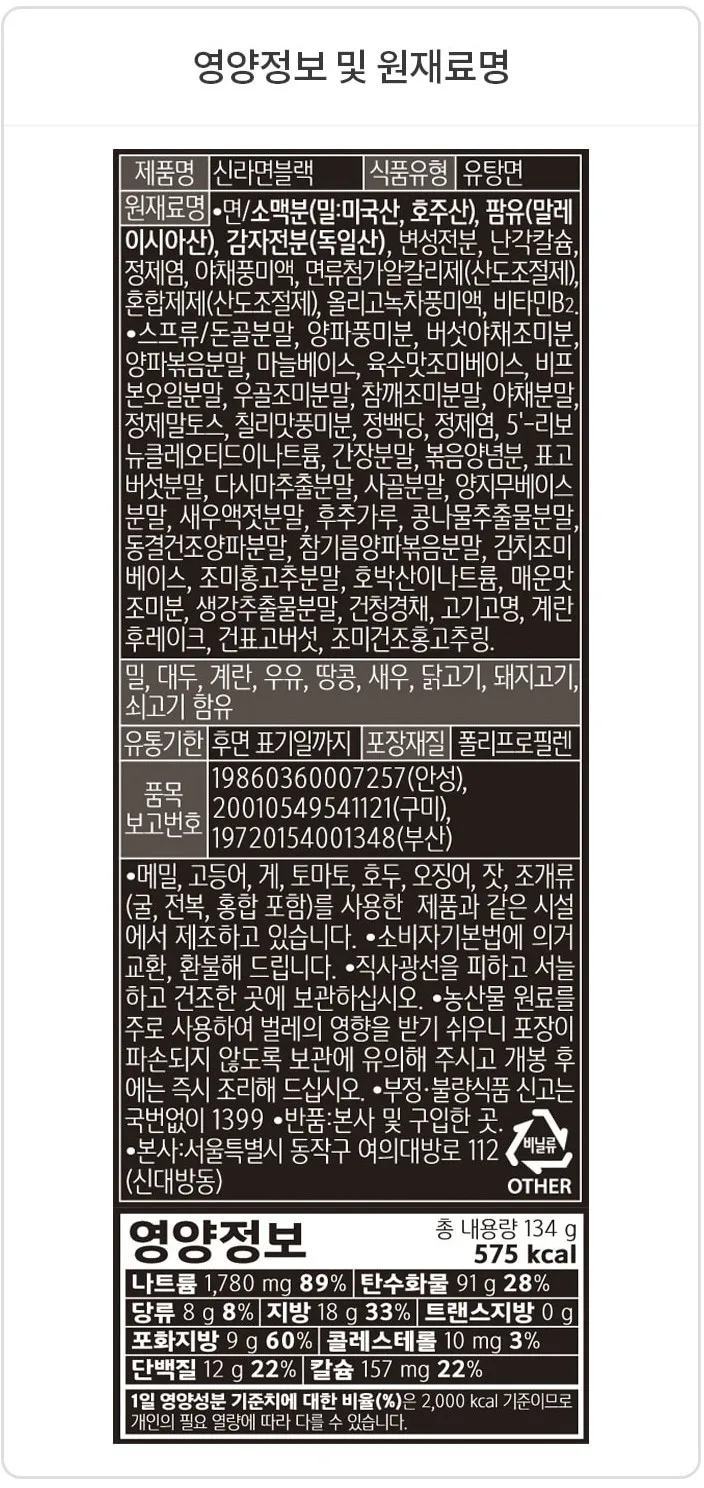 영양정보 및 원재료명
제품명 신라면블랙 식품유형 유탕면
원재료명 •면/소맥분(밀:미국산, 호주산), 팜유(말레
이시아산), 감자전분(독일산), 변성전분, 난각칼슘,
정제염, 야채풍미액, 면류첨가알칼리제(산도조절제),
혼합제제(산도조절제), 올리고녹차풍미액, 비타민B2.
•스프류/돈골분말, 양파풍미분, 버섯야채조미분,
양파볶음분말, 마늘베이스, 육수맛조미베이스, 비프
본오일분말, 우골조미분말, 참깨조미분말, 야채분말,
정제말토스, 칠리맛풍미분, 정백당, 정제염, 5'-리보
뉴클레오티드이나트륨, 간장분말, 볶음양념분, 표고
버섯분말, 다시마추출분말, 사골분말, 양지무베이스
분말, 새우액젓분말, 후추가루, 콩나물추출물분말,
동결건조양파분말, 참기름양파볶음분말, 김치조미
베이스, 조미홍고추분말, 호박산이나트륨, 매운맛
조미분, 생강추출물분말, 건청경채, 고기고명, 계란
후레이크, 건표고버섯, 조미건조홍고추링.
밀, 대두, 계란, 우유, 땅콩, 새우, 닭고기, 돼지고기,
쇠고기 함유
유통기한 후면 표기일까지 포장재질 폴리프로필렌
품목
보고번호
19860360007257(안성),
20010549541121(구미),
19720154001348(부산)
•메밀, 고등어, 게, 토마토, 호두, 오징어, 잣, 조개류
(굴, 전복, 홍합 포함)를 사용한 제품과 같은 시설
에서 제조하고 있습니다. •소비자기본법에 의거
교환, 환불해 드립니다. •직사광선을 피하고 서늘
하고 건조한 곳에 보관하십시오. •농산물 원료를
주로 사용하여 벌레의 영향을 받기 쉬우니 포장이
파손되지 않도록 보관에 유의해 주시고 개봉 후
에는 즉시 조리해 드십시오. •부정·불량식품 신고는
국번없이 1399 •반품:본사 및 구입한 곳.
•본사:서울특별시 동작구 여의대방로 112
(신대방동)
비닐류
OTHER
영양정보
총 내용량 134 g
575 kcal
나트륨 1,780 mg 89% 탄수화물 91 g 28%
당류 8 g 8% 지방 18 g 33% 트랜스지방 0 g
포화지방 9 g 60% 콜레스테롤 10 mg 3%
단백질 12 g 22% 칼슘 157 mg 22%
1일 영양성분 기준치에 대한 비율(%)은 2,000 kcal 기준이므로
개인의 필요 열량에 따라 다를 수 있습니다.